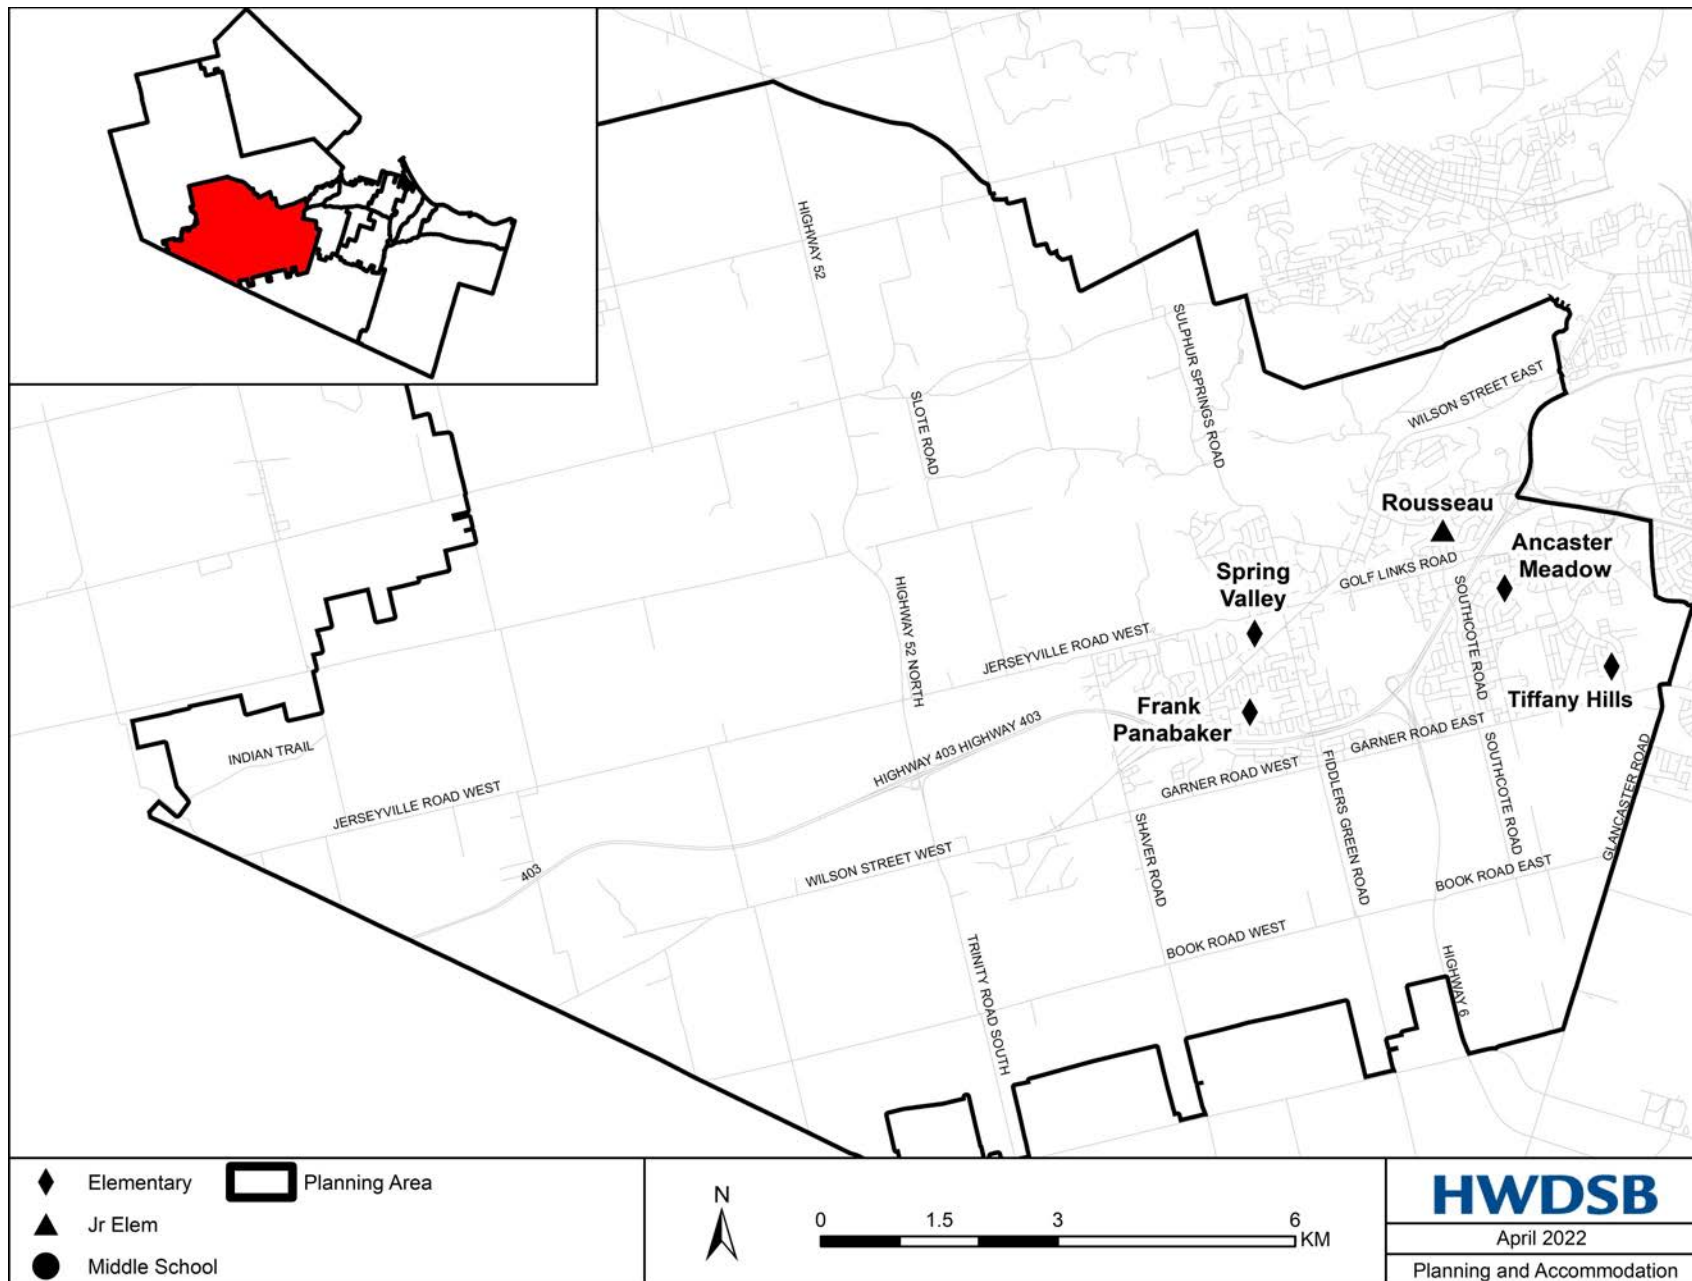 HIGHWAY 52
SULPHUR SPRINGS ROAD
WILSON STREET EAST
SLOTE ROAD
Rousseau
Ancaster
Meadow
GOLF LINKS ROAD
Spring
Valley
SOUTHCOTE ROAD
HIGHWAY 52 NORTH
JERSEYVILLE ROAD WEST
Tiffany Hills
Frank
Panabaker
HIGHWAY 403
HIGHWAY 403
GARNER ROAD EAST
INDIAN TRAIL
GARNER ROAD WEST
FIDDLERS GREEN ROAD
SOUTHCOTE ROAD
GLANCASTER ROAD
JERSEYVILLE ROAD WEST
SHAVER ROAD
403
WILSON STREET WEST
BOOK ROAD EAST
BOOK ROAD WEST
TRINITY ROAD SOUTH
HIGHWAY 6
Elementary
Planning Area
Jr Elem
Middle School
N
0 1.5 3 6
KM
HWDSB
April 2022
Planning and Accommodation